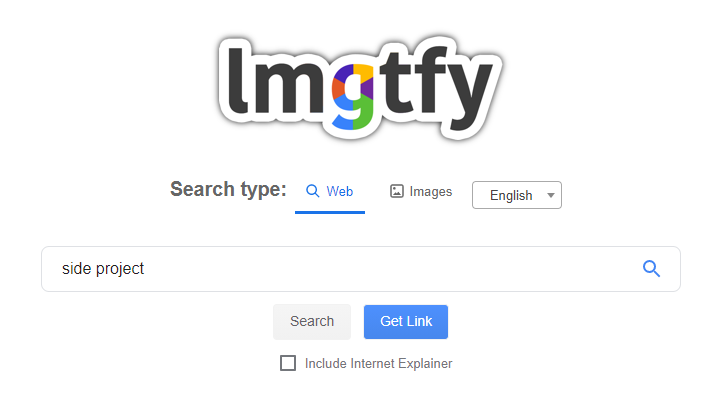 lmgtfy
Search type: Web Images English
side project
Search Get Link
Include Internet Explainer